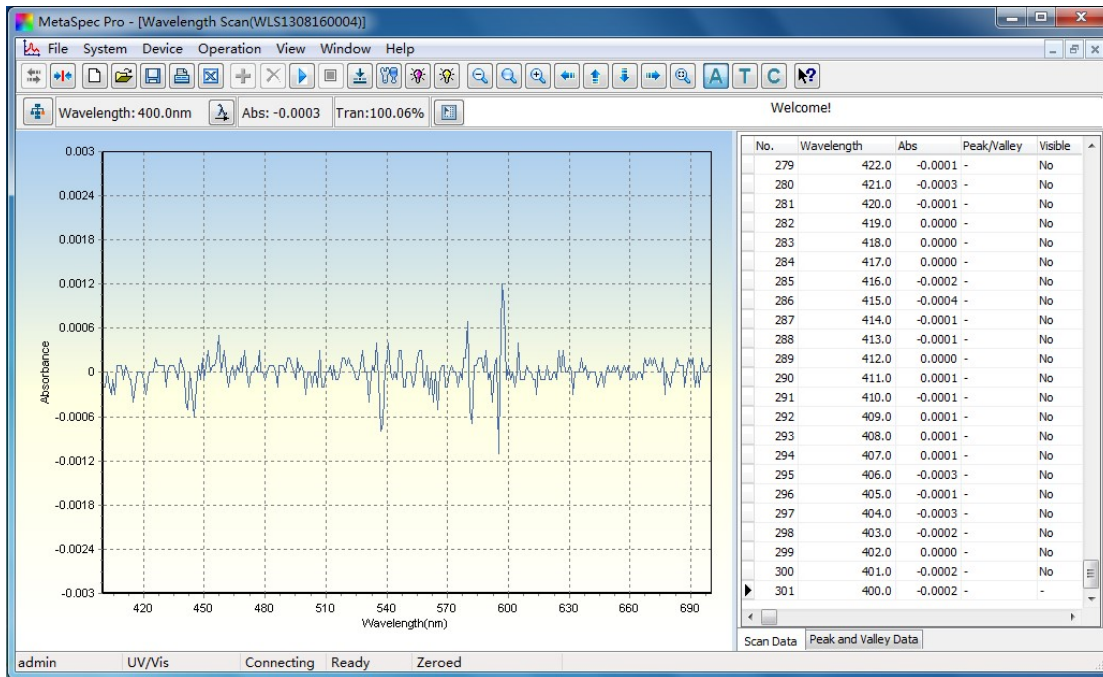 MetaSpec Pro - [Wavelength Scan(WLS1308160004)]
File System Device Operation View Window Help
A T C
Wavelength: 400.0nm Abs: -0.0003 Tran:100.06% Welcome!
No. Wavelength Abs Peak/Valley Visible
279 422.0 -0.0001 - No
280 421.0 -0.0003 - No
281 420.0 -0.0001 - No
282 419.0 0.0000 - No
283 418.0 0.0000 - No
284 417.0 0.0000 - No
285 416.0 -0.0002 - No
286 415.0 -0.0004 - No
287 414.0 -0.0001 - No
288 413.0 -0.0001 - No
289 412.0 0.0000 - No
290 411.0 0.0001 - No
291 410.0 -0.0001 - No
292 409.0 0.0001 - No
293 408.0 0.0001 - No
294 407.0 0.0001 - No
295 406.0 -0.0003 - No
296 405.0 -0.0001 - No
297 404.0 -0.0003 - No
298 403.0 -0.0002 - No
299 402.0 0.0000 - No
300 401.0 -0.0002 - No
301 400.0 -0.0002 - -
Scan Data Peak and Valley Data
0.003
0.0024
0.0018
0.0012
0.0006
0
-0.0006
-0.0012
-0.0018
-0.0024
-0.003
Absorbance
420 450 480 510 540 570 600 630 660 690
Wavelength(nm)
admin UV/Vis Connecting Ready Zeroed